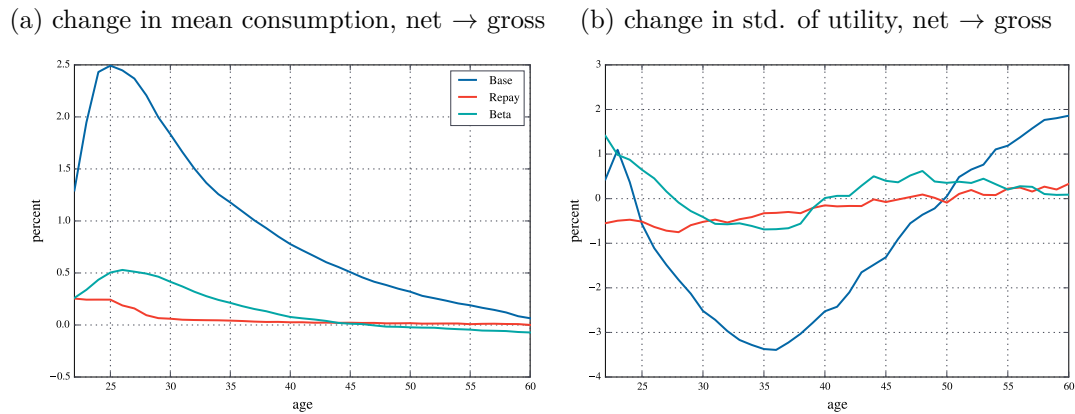 (a) change in mean consumption, net → gross
(b) change in std. of utility, net → gross
2.5
2.0
1.5
1.0
0.5
0.0
−0.5
percent
Base
Repay
Beta
25 30 35 40 45 50 55 60
age
3
2
1
0
−1
−2
−3
−4
percent
25 30 35 40 45 50 55 60
age